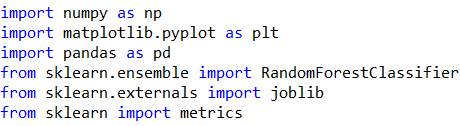 import numpy as np
import matplotlib.pyplot as plt
import pandas as pd
from sklearn.ensemble import RandomForestClassifier
from sklearn.externals import joblib
from sklearn import metrics